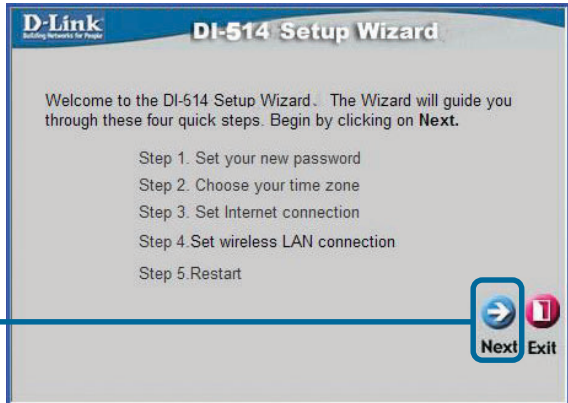 D-Link
Building Networks for People
DI-514 Setup Wizard
Welcome to the DI-514 Setup Wizard. The Wizard will guide you
through these four quick steps. Begin by clicking on Next.
Step 1. Set your new password
Step 2. Choose your time zone
Step 3. Set Internet connection
Step 4.Set wireless LAN connection
Step 5.Restart
Next Exit